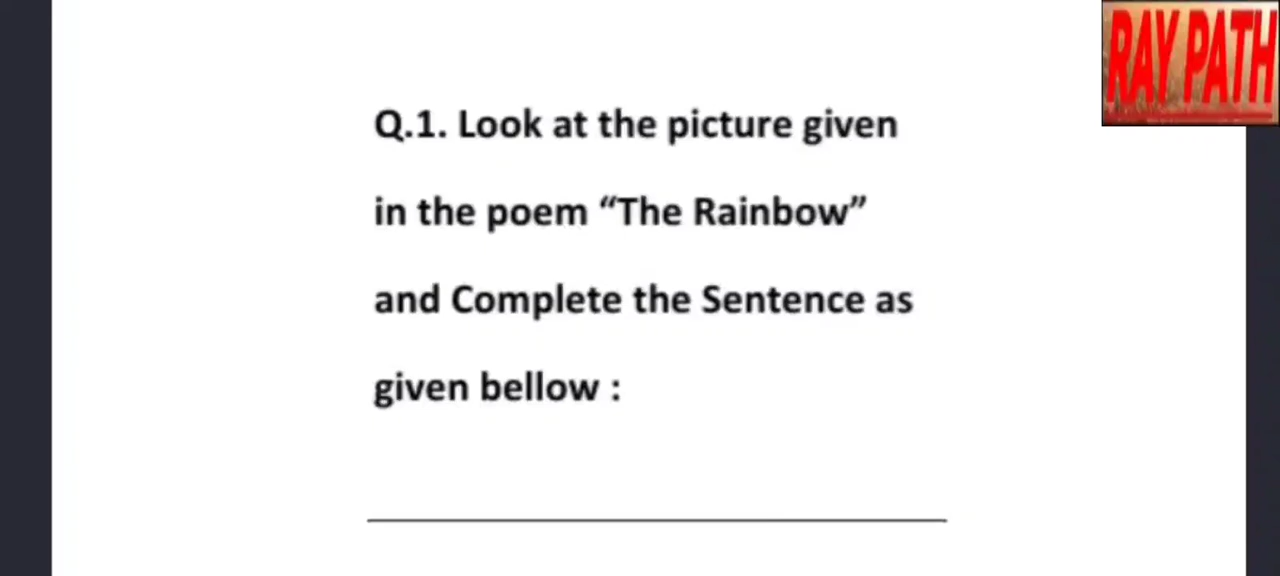 RAY PATH
Q.1. Look at the picture given
in the poem “The Rainbow”
and Complete the Sentence as
given bellow :